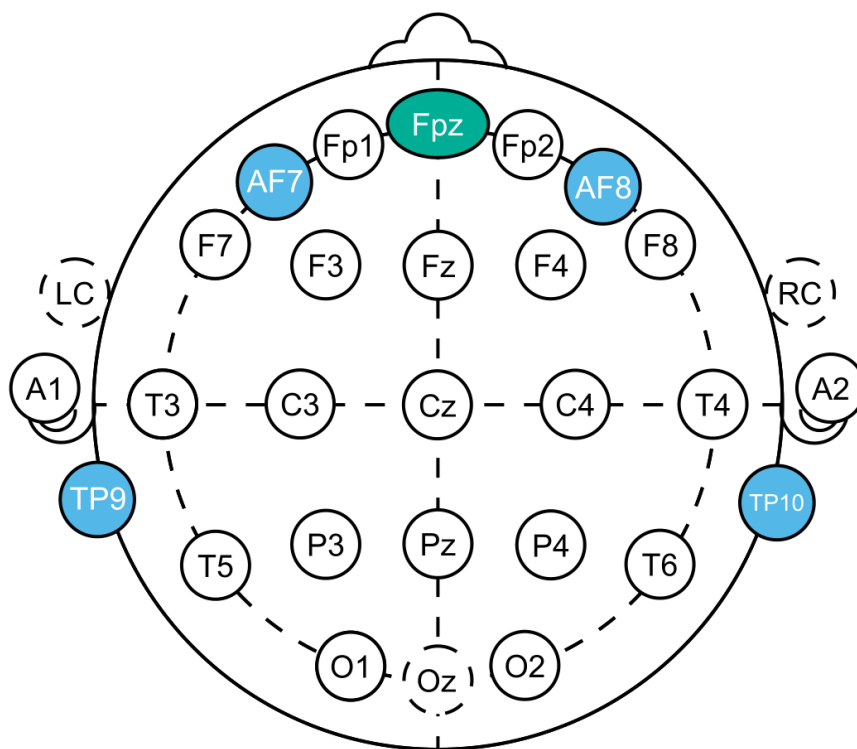 Fpz
Fp1 Fp2
AF7 AF8
F7 F3 Fz F4 F8
LC RC
A1 T3 C3 Cz C4 T4 A2
TP9 TP10
T5 P3 Pz P4 T6
O1 Oz O2